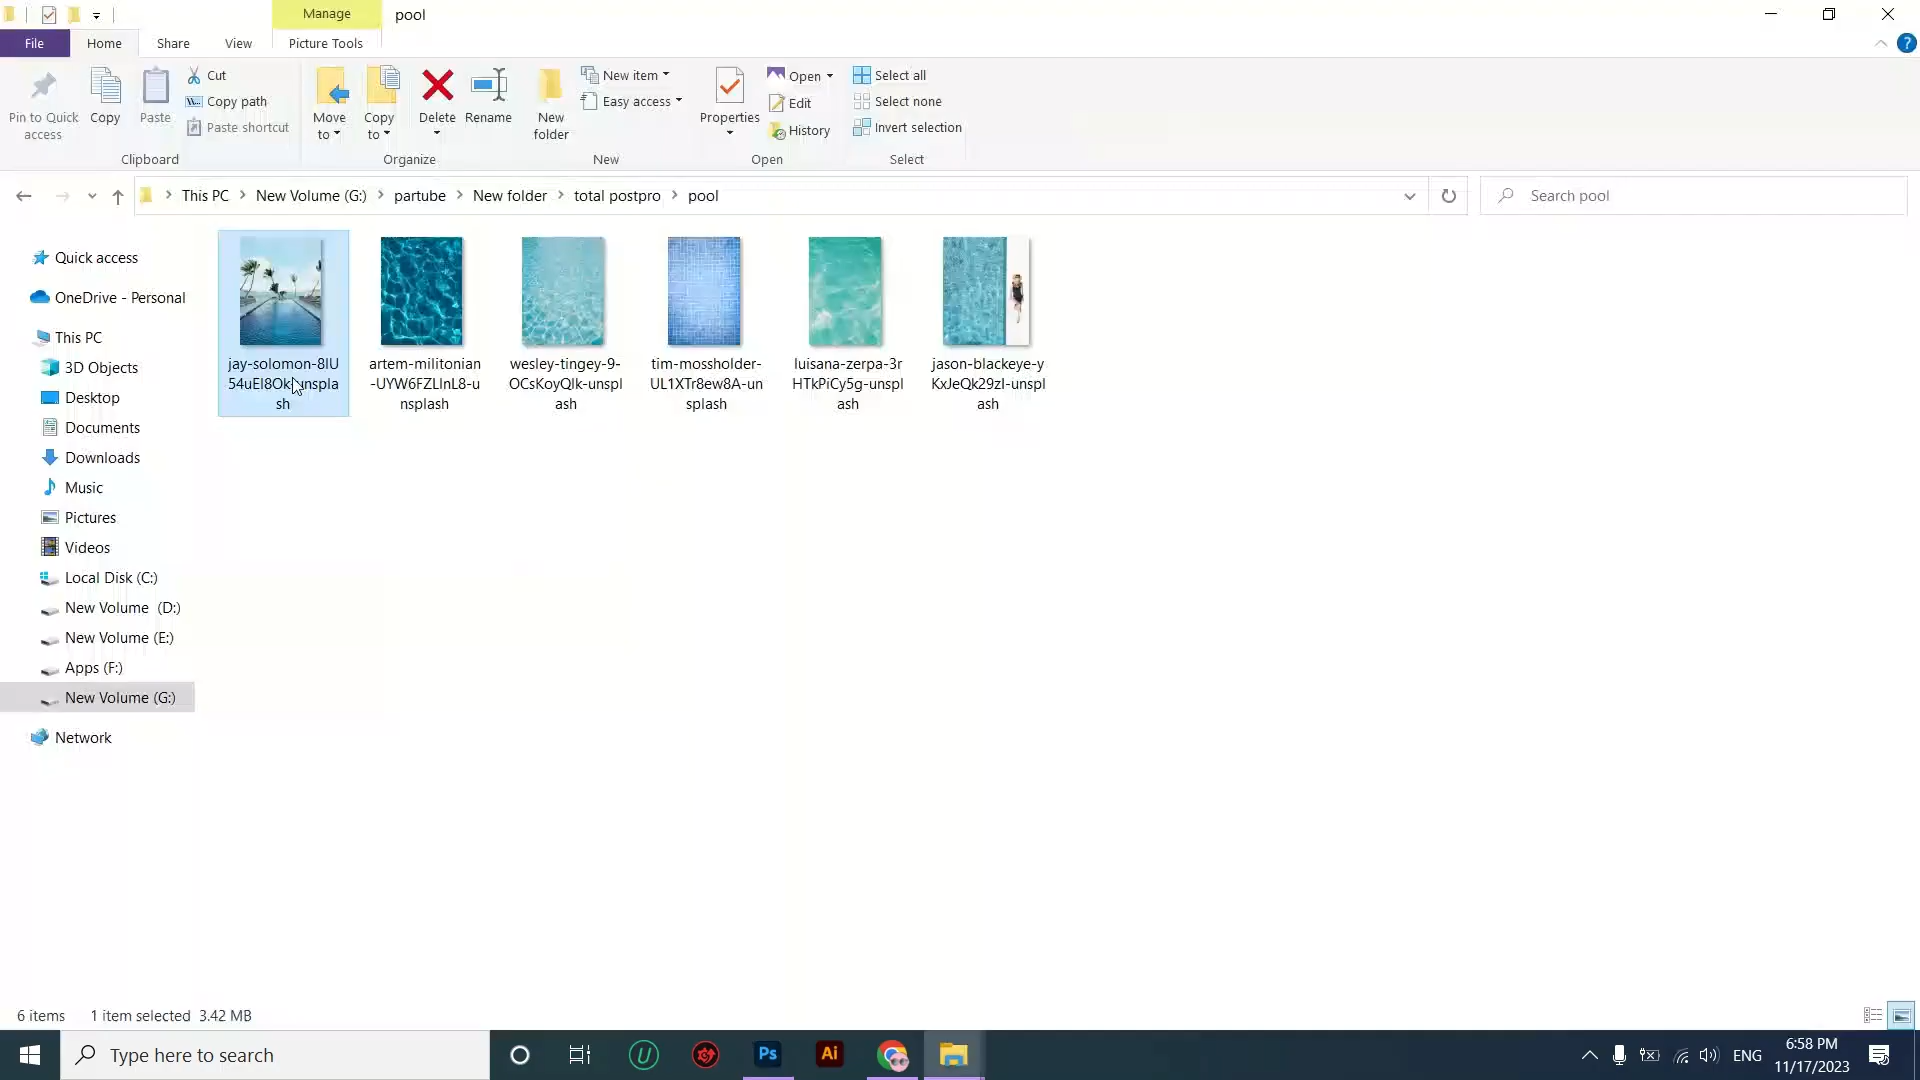 Manage
pool
File
Home
Share
View
Picture Tools
Pin to Quick
access
Copy
Paste
Cut
Copy path
Paste shortcut
Clipboard
Move
to
Copy
to
Delete
Rename
Organize
New
folder
New item
Easy access
New
Properties
Open
Edit
History
Open
Select all
Select none
Invert selection
Select
This PC
New Volume (G:)
partube
New folder
total postpro
pool
Search pool
Quick access
OneDrive - Personal
This PC
3D Objects
Desktop
Documents
Downloads
Music
Pictures
Videos
Local Disk (C:)
New Volume (D:)
New Volume (E:)
Apps (F:)
New Volume (G:)
Network
jay-solomon-8lU
54uEl8Ok-unspla
sh
artem-militonian
-UYW6FZLInL8-u
nsplash
wesley-tingey-9-
OCsKoyQlk-unspl
ash
tim-mossholder-
UL1XTr8ew8A-un
splash
luisana-zerpa-3r
HTkPiCy5g-unspl
ash
jason-blackeye-y
KxJeQk29zI-unspl
ash
6 items
1 item selected 3.42 MB
Type here to search
Ps
Ai
ENG
6:58 PM
11/17/2023